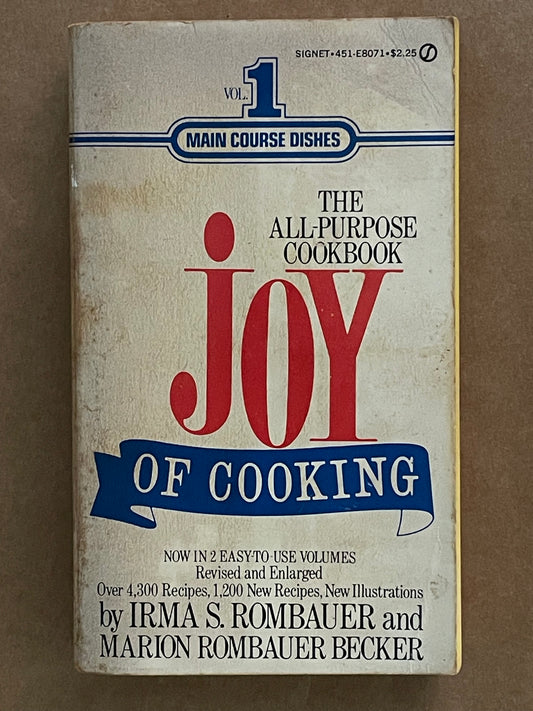 SIGNET • 451-E8071 • $2.25
VOL. 1
MAIN COURSE DISHES
THE
ALL-PURPOSE
COOKBOOK
JOY
OF COOKING
NOW IN 2 EASY-TO-USE VOLUMES
Revised and Enlarged
Over 4,300 Recipes, 1,200 New Recipes, New Illustrations
by IRMA S. ROMBAUER and
MARION ROMBAUER BECKER